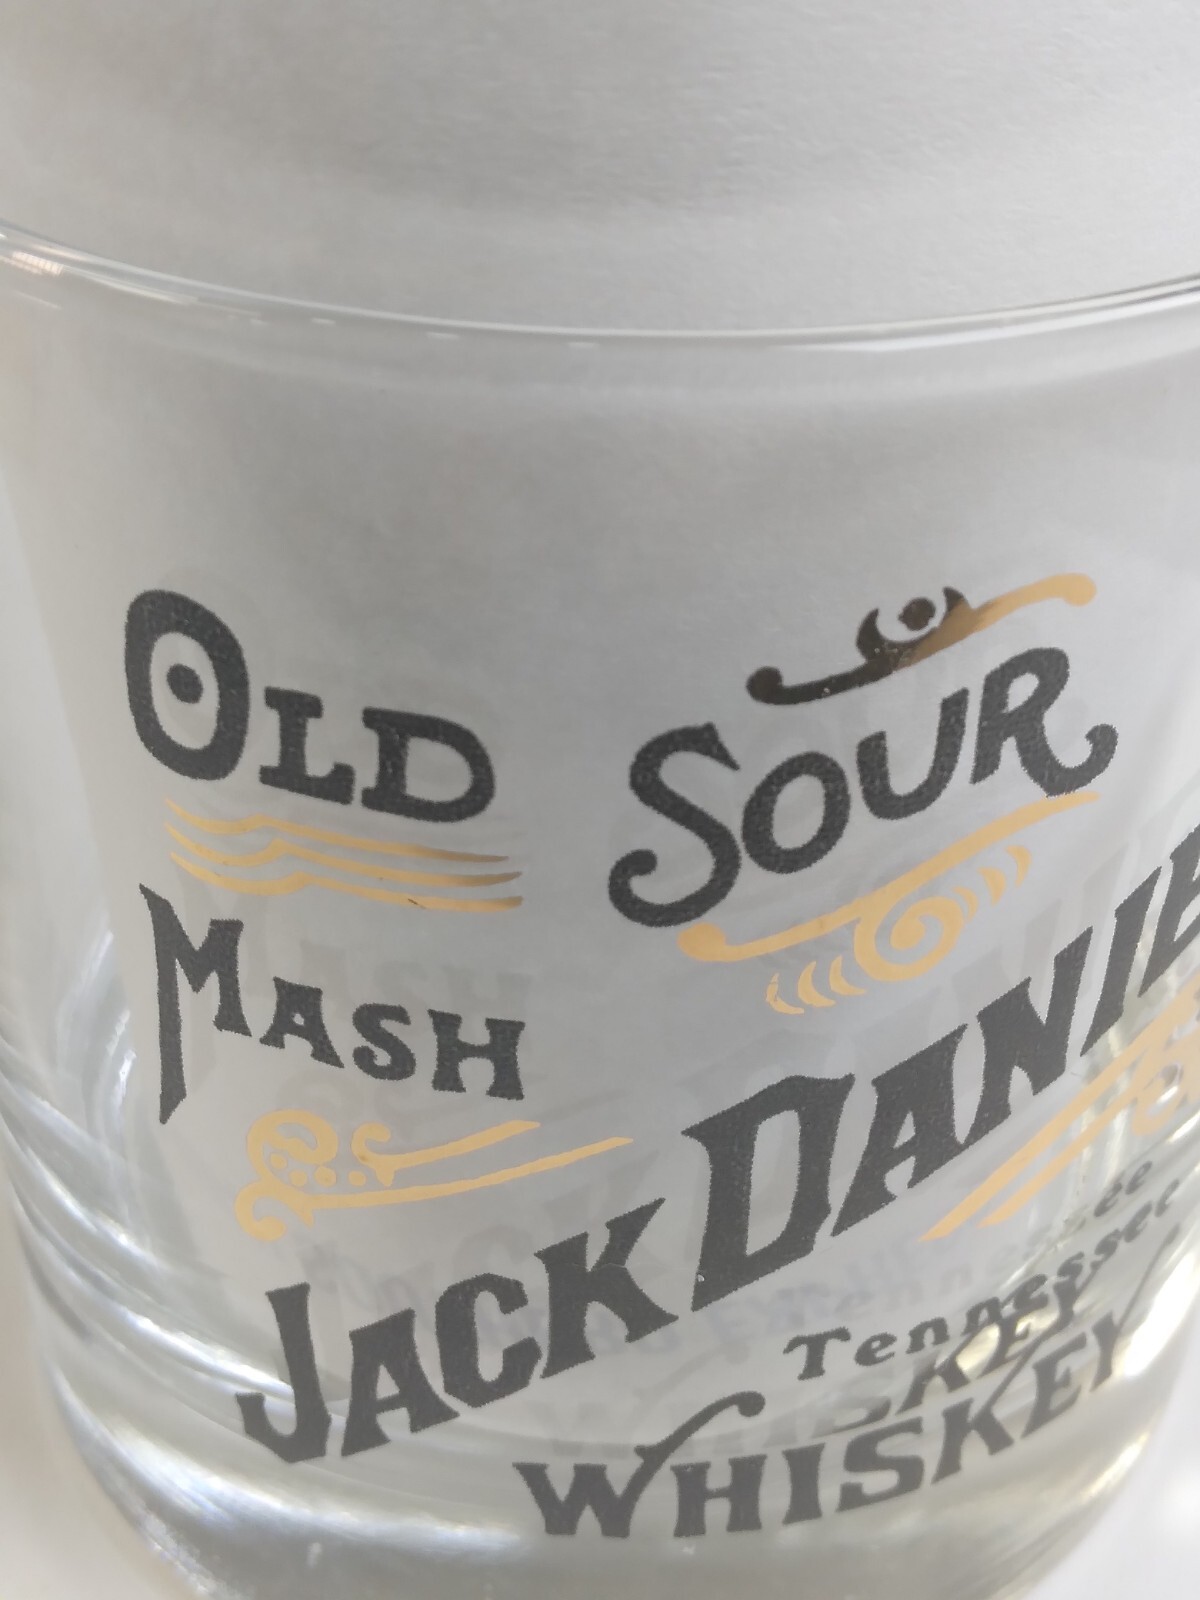 OLD SOUR
MASH
JACK DANIE
Tennessee
WHISKEY